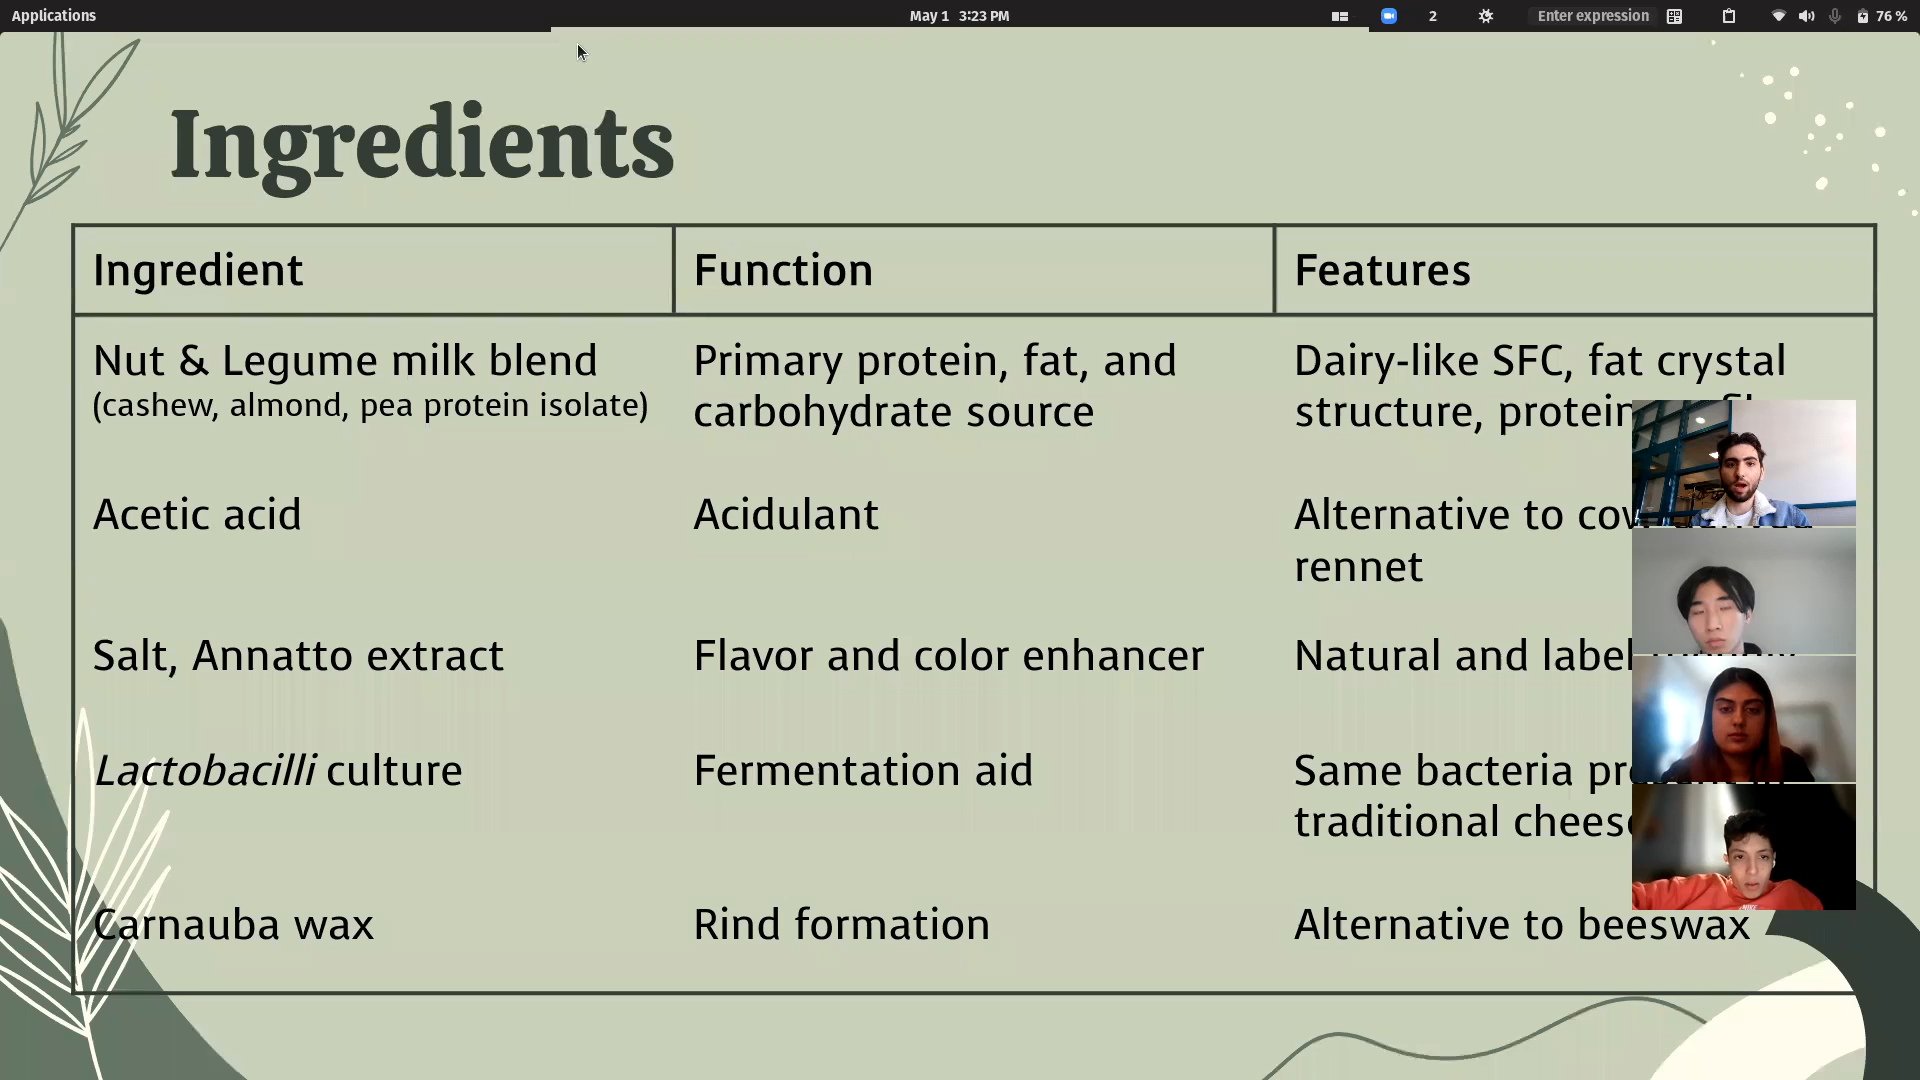 Applications
May 1 3:23 PM
2
Enter expression
76 %
Ingredients
Ingredient
Function
Features
Nut & Legume milk blend
(cashew, almond, pea protein isolate)
Primary protein, fat, and
carbohydrate source
Dairy-like SFC, fat crystal
structure, protein
Acetic acid
Acidulant
Alternative to
rennet
Salt, Annatto extract
Flavor and color enhancer
Natural and label
Lactobacilli culture
Fermentation aid
Same bacteria
traditional
Carnauba wax
Rind formation
Alternative to beeswax
NIKE